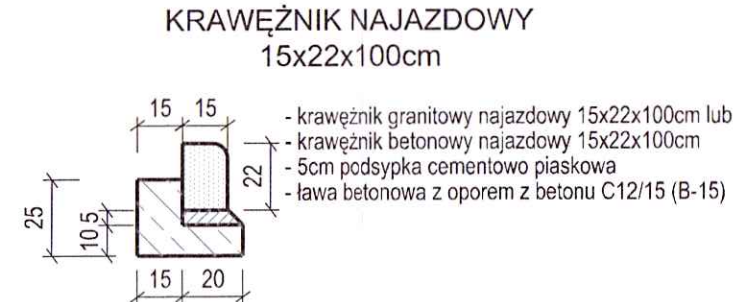 KRAWĘŻNIK NAJAZDOWY
15x22x100cm
15 15
- krawężnik granitowy najazdowy 15x22x100cm lub
- krawężnik betonowy najazdowy 15x22x100cm
- 5cm podsypka cementowo piaskowa
- ława betonowa z oporem z betonu C12/15 (B-15)
22
25
10 5
15 20